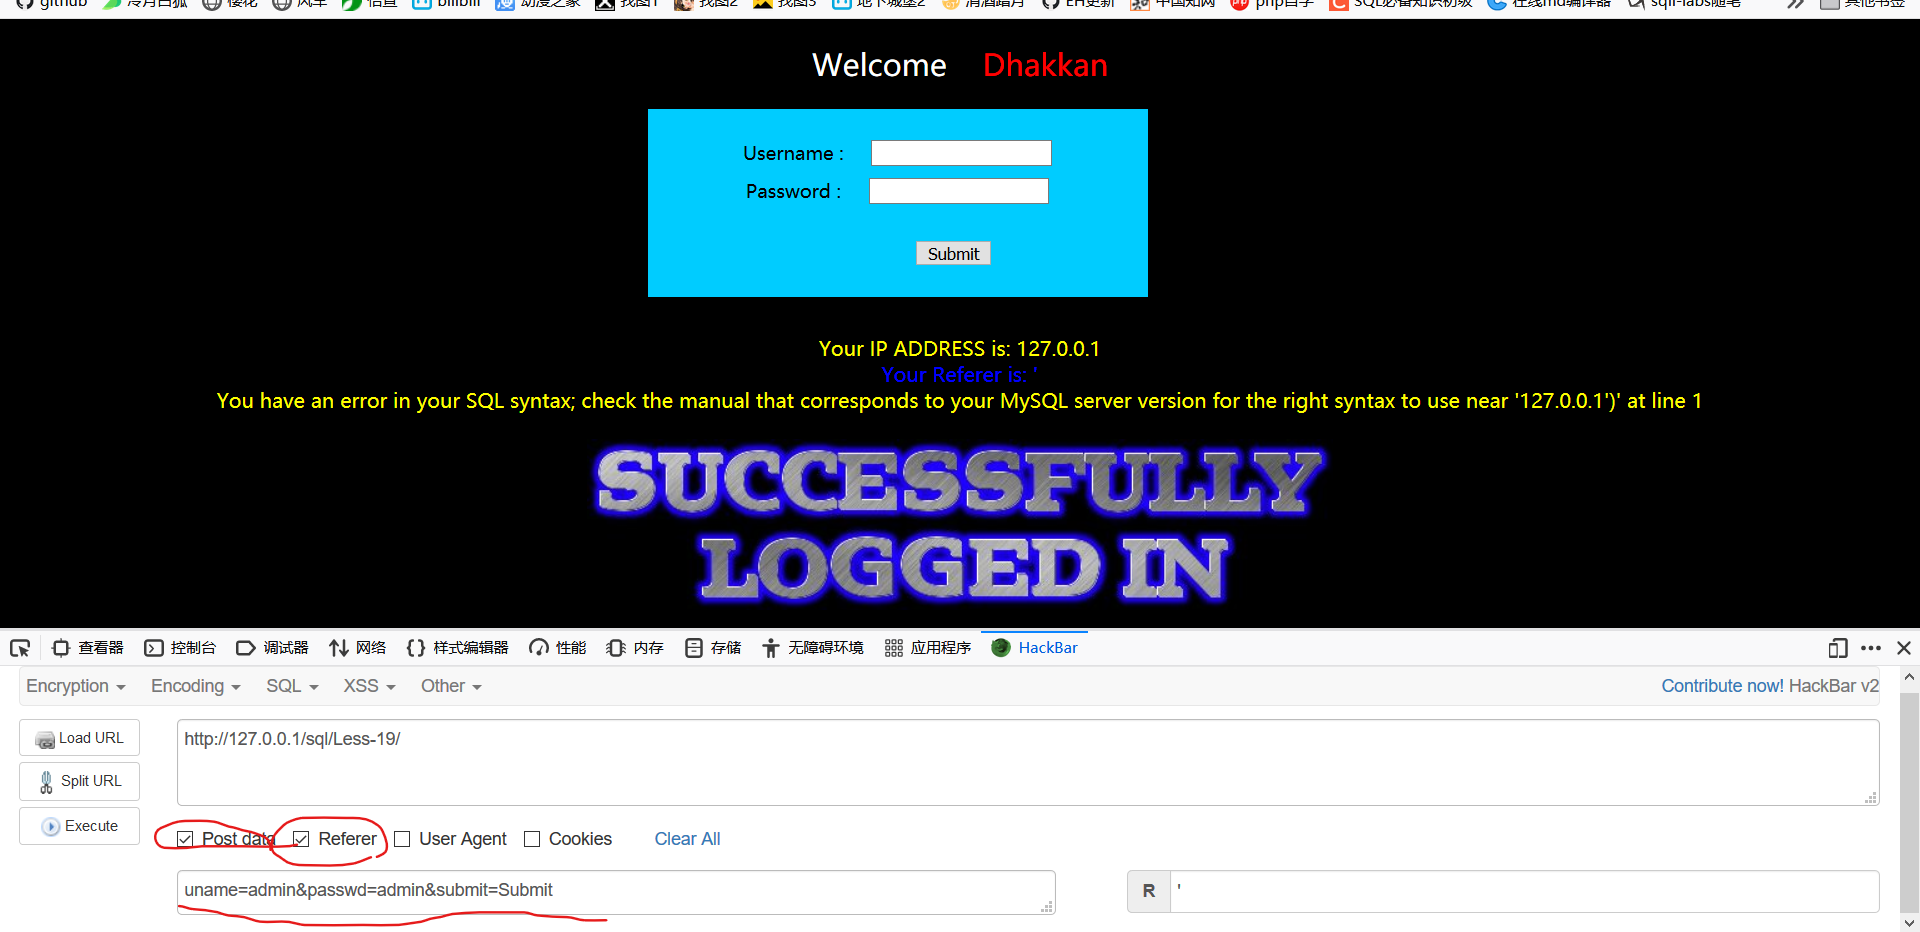 github 冷月白狐 樱花 风车 恰查 bilibili 动漫之家 找图1 找图2 找图3 地下城堡2 清酒踏月 EH更新 中国知网 php自学 SQL必备知识初级 在线md编译器 sqli-labs随笔 其他书签
Welcome Dhakkan
Username :
Password :
Submit
Your IP ADDRESS is: 127.0.0.1
Your Referer is: '
You have an error in your SQL syntax; check the manual that corresponds to your MySQL server version for the right syntax to use near '127.0.0.1')' at line 1
SUCCESSFULLY
LOGGED IN
查看器 控制台 调试器 网络 样式编辑器 性能 内存 存储 无障碍环境 应用程序 HackBar
Encryption Encoding SQL XSS Other Contribute now! HackBar v2
Load URL http://127.0.0.1/sql/Less-19/
Split URL
Execute
Post data Referer User Agent Cookies Clear All
uname=admin&passwd=admin&submit=Submit R '